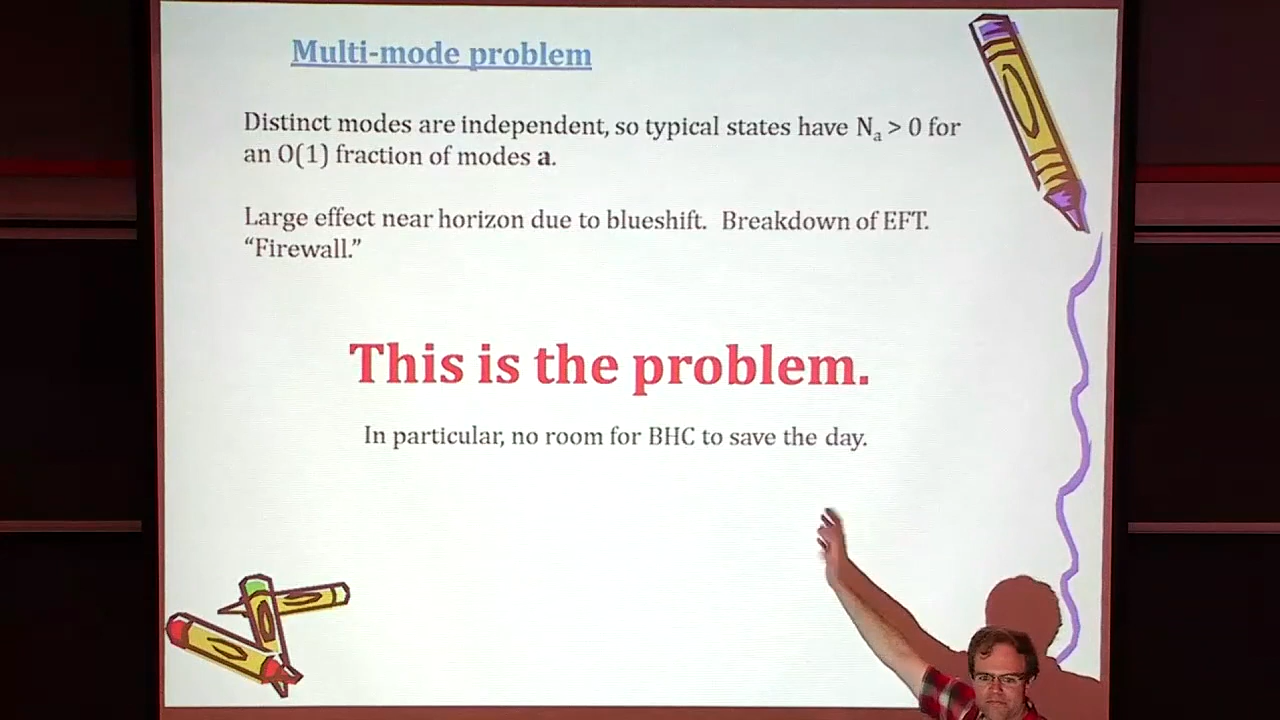 Multi-mode problem
Distinct modes are independent, so typical states have Nₐ > 0 for
an O(1) fraction of modes a.
Large effect near horizon due to blueshift. Breakdown of EFT.
“Firewall.”
This is the problem.
In particular, no room for BHC to save the day.